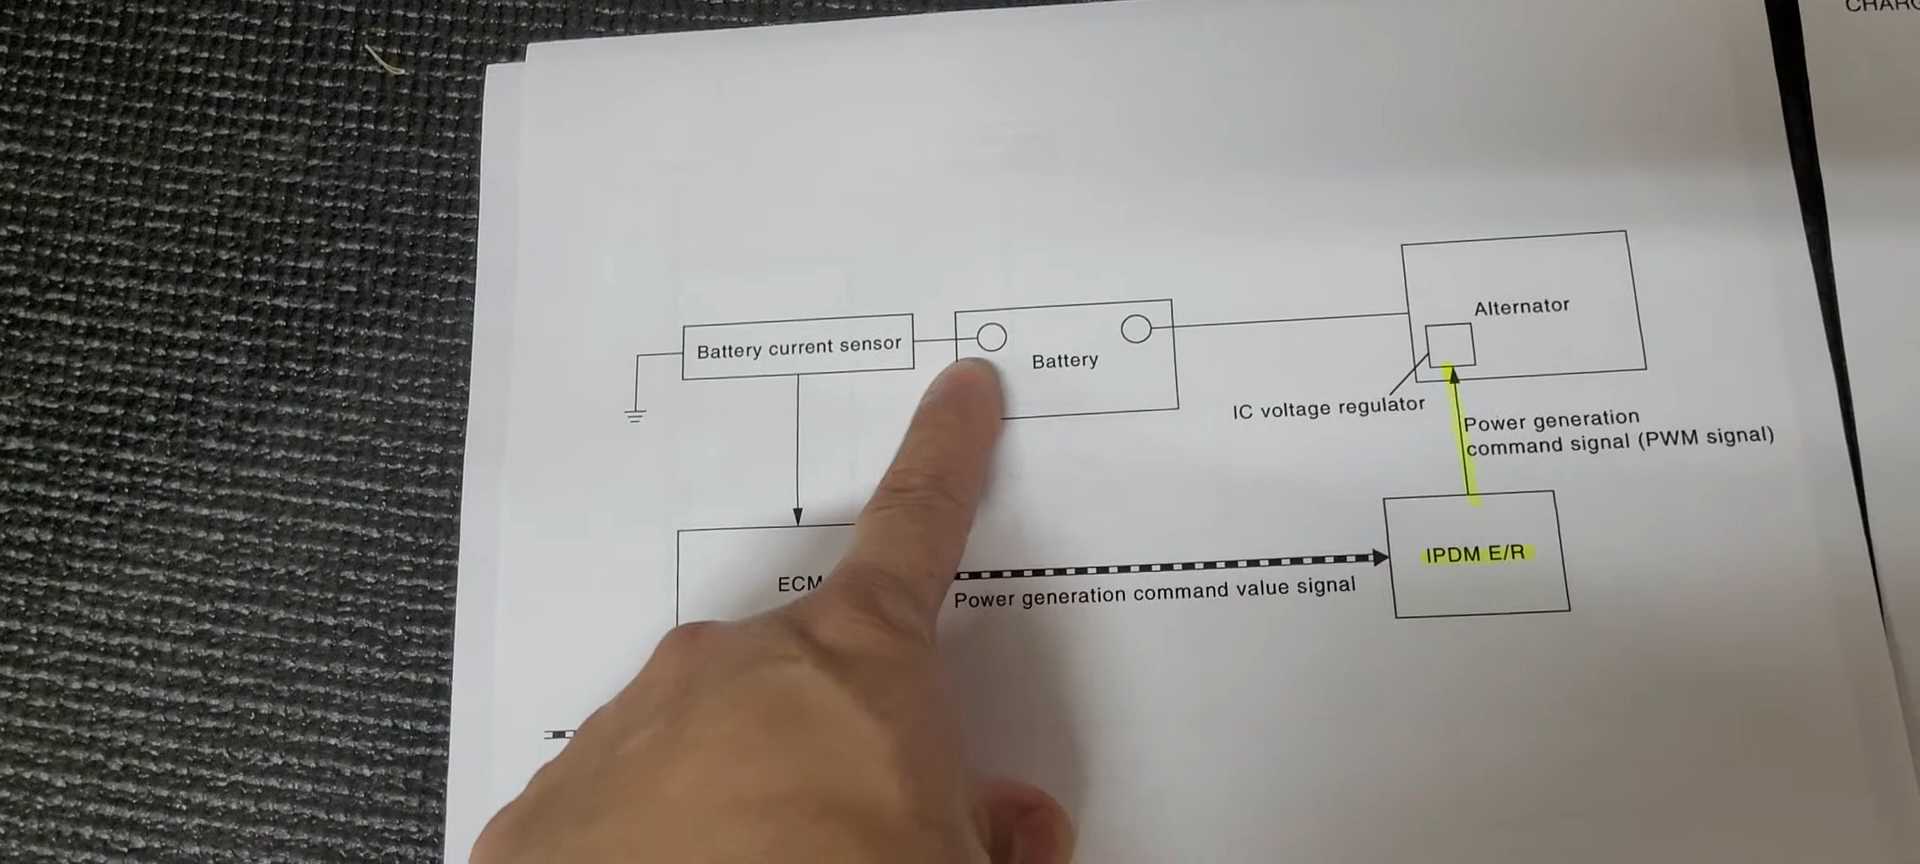 Alternator
Battery current sensor
Battery
IC voltage regulator
Power generation
command signal (PWM signal)
ECM
IPDM E/R
Power generation command value signal